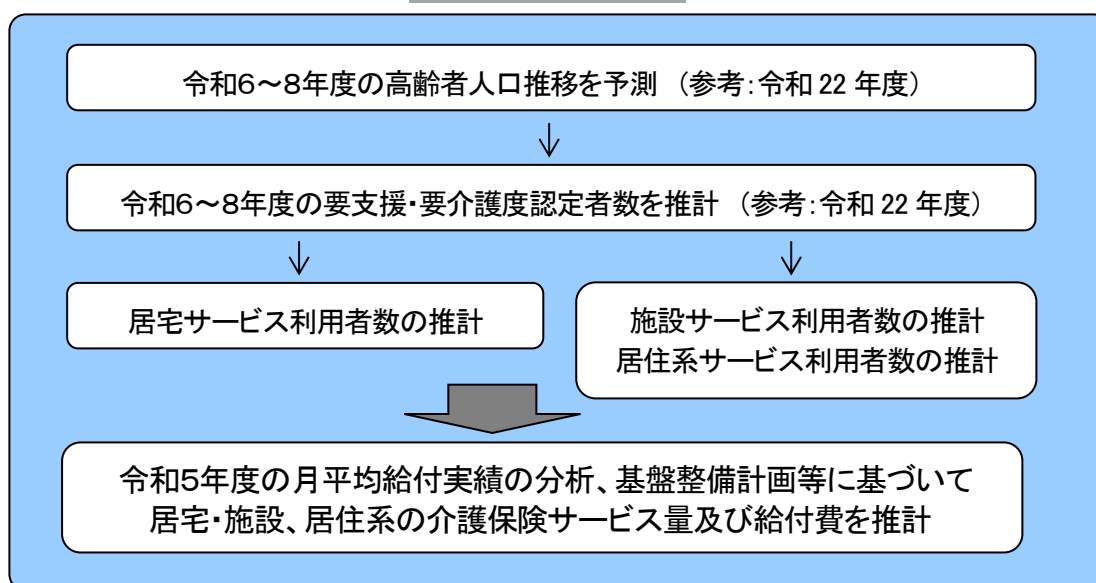 令和6～8年度の高齢者人口推移を予測 （参考：令和 22 年度）
令和6～8年度の要支援・要介護度認定者数を推計 （参考：令和 22 年度）
居宅サービス利用者数の推計
施設サービス利用者数の推計
居住系サービス利用者数の推計
令和5年度の月平均給付実績の分析、基盤整備計画等に基づいて
居宅・施設、居住系の介護保険サービス量及び給付費を推計